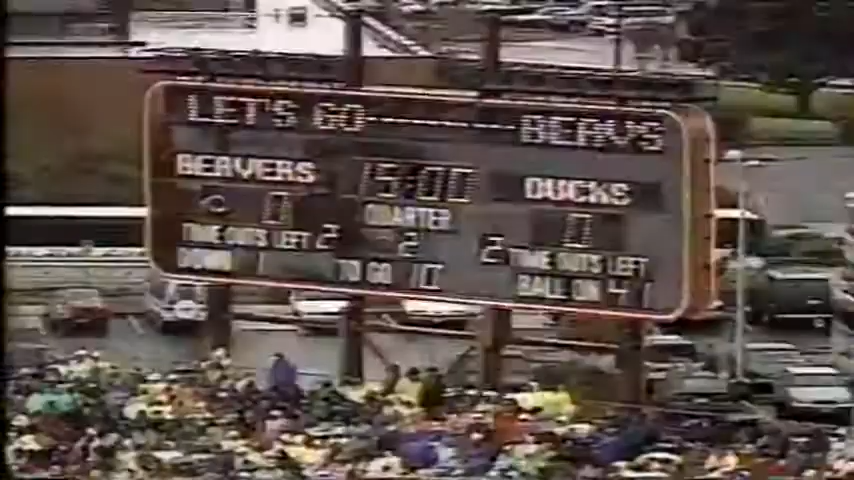 LET'S GO---------BEAVS
BEAVERS 15:00 DUCKS
0 QUARTER 0
TIME OUTS LEFT 2 2 2 TIME OUTS LEFT
DOWN 1 TO GO 10 BALL ON 41